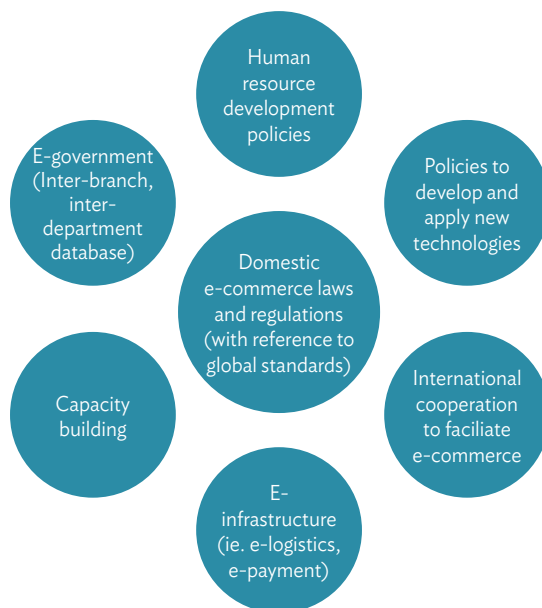 Human
resource
development
policies
E-government
(Inter-branch,
inter-
department
database)
Policies to
develop and
apply new
technologies
Domestic
e-commerce laws
and regulations
(with reference to
global standards)
Capacity
building
International
cooperation
to faciliate
e-commerce
E-
infrastructure
(ie. e-logistics,
e-payment)